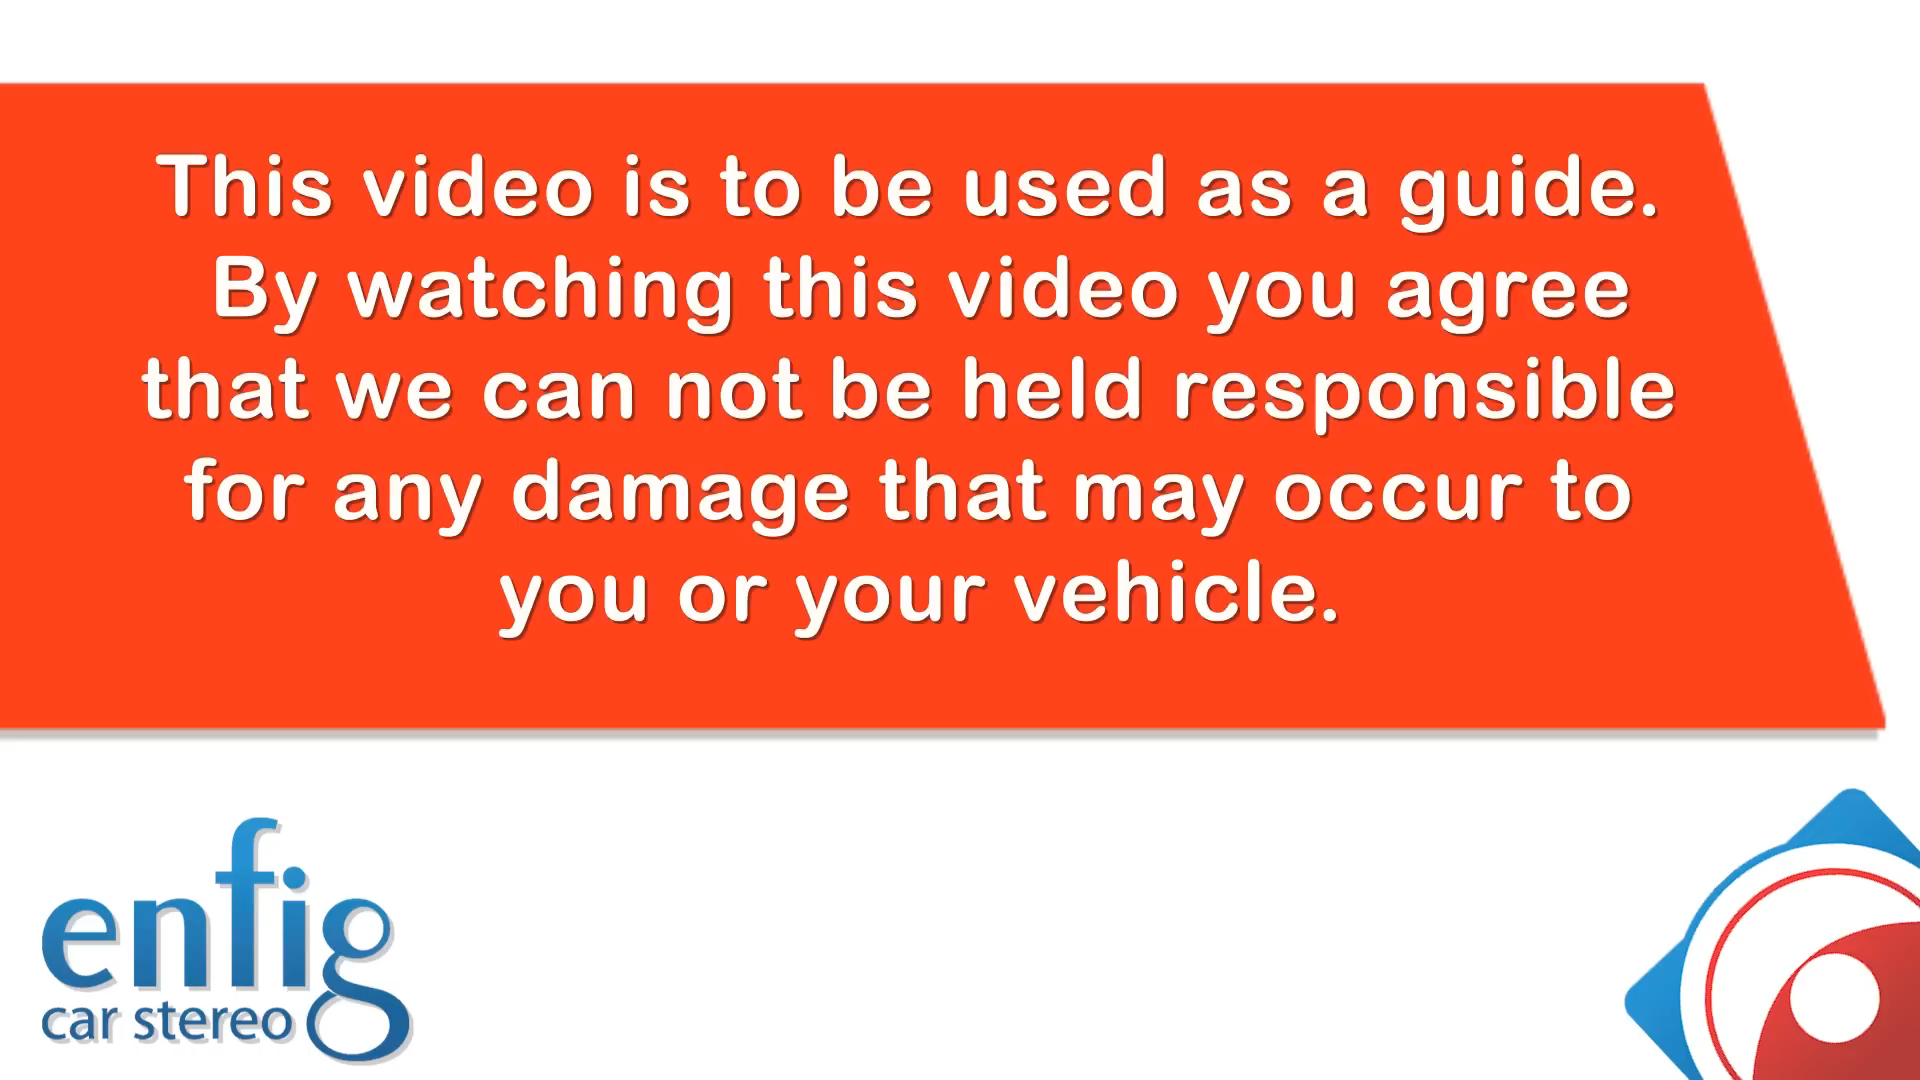 This video is to be used as a guide.
By watching this video you agree
that we can not be held responsible
for any damage that may occur to
you or your vehicle.
enfig
car stereo